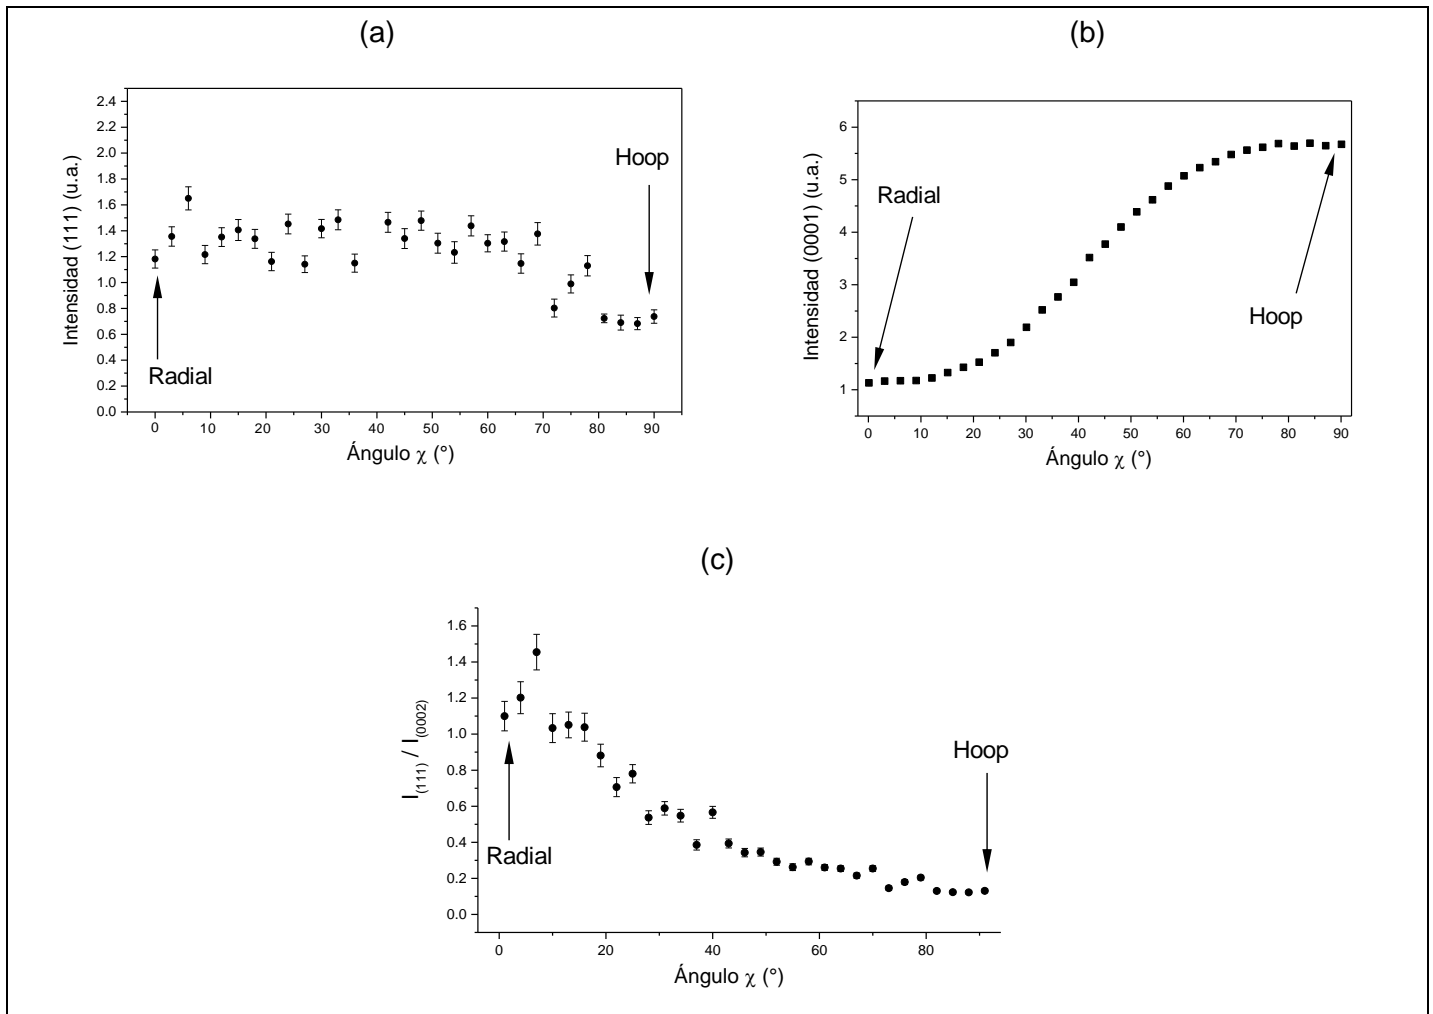 (a)
2.4
2.2
2.0
1.8
1.6
1.4
1.2
1.0
0.8
0.6
0.4
0.2
0.0
Intensidad (111) (u.a.)
Hoop
Radial
0 10 20 30 40 50 60 70 80 90
Ángulo χ (°)
(b)
6
5
4
3
2
1
Intensidad (0001) (u.a.)
Radial
Hoop
0 10 20 30 40 50 60 70 80 90
Ángulo χ (°)
(c)
1.6
1.4
1.2
1.0
0.8
0.6
0.4
0.2
0.0
I(111) / I(0002)
Hoop
Radial
0 20 40 60 80
Ángulo χ (°)